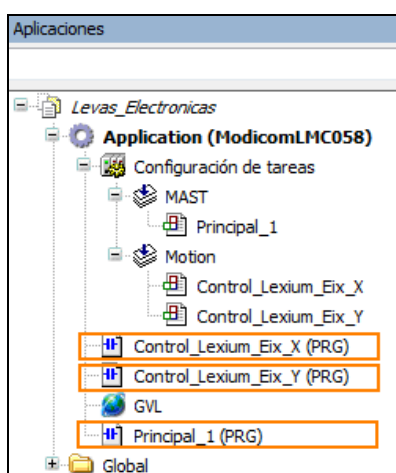 Aplicaciones
Levas_Electronicas
Application (ModicomLMC058)
Configuración de tareas
MAST
Principal_1
Motion
Control_Lexium_Eix_X
Control_Lexium_Eix_Y
Control_Lexium_Eix_X (PRG)
Control_Lexium_Eix_Y (PRG)
GVL
Principal_1 (PRG)
Global